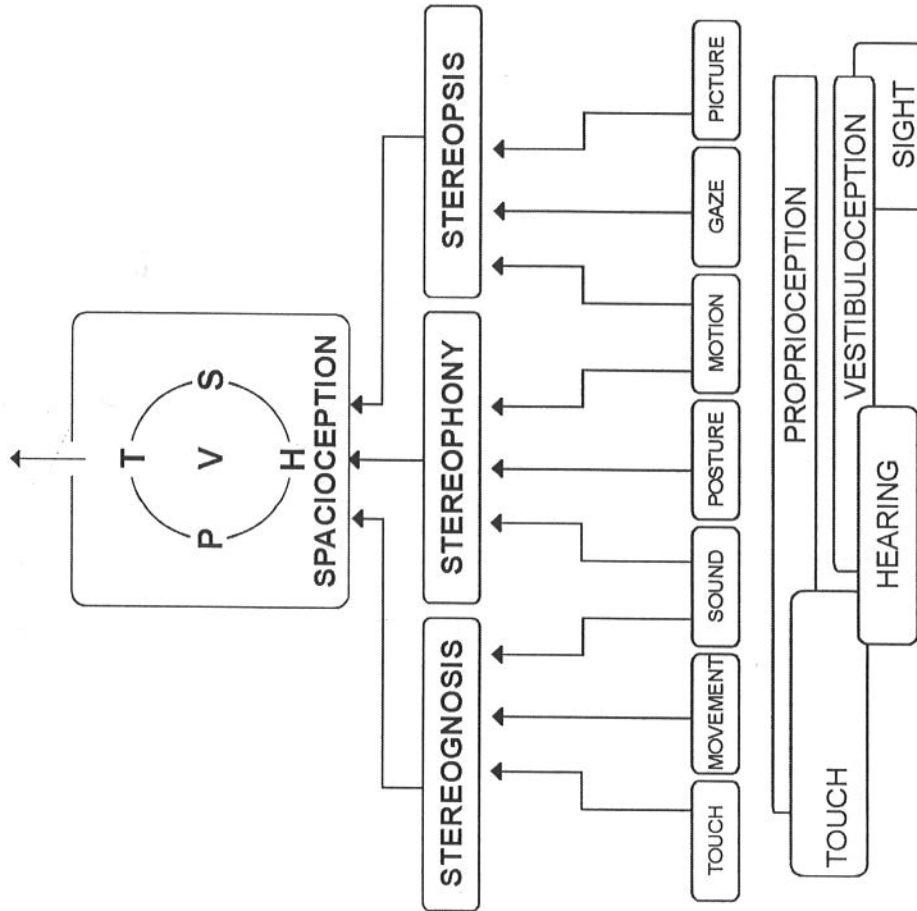 T
P V S
H
SPACIOCEPTION
STEREOGNOSIS
STEREOPHONY
STEREOPSIS
TOUCH
MOVEMENT
SOUND
POSTURE
MOTION
GAZE
PICTURE
PROPRIOCEPTION
TOUCH
VESTIBULOCEPTION
HEARING
SIGHT